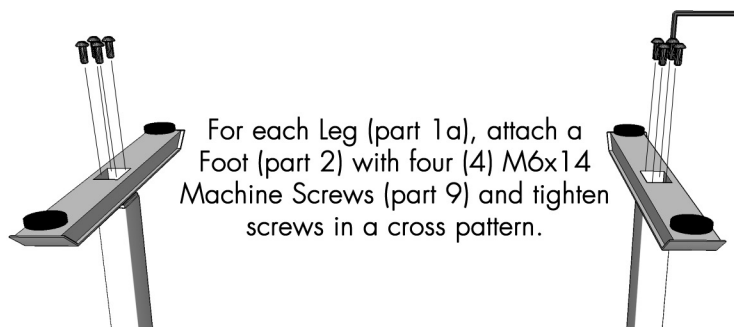 For each Leg (part 1a), attach a
Foot (part 2) with four (4) M6x14
Machine Screws (part 9) and tighten
screws in a cross pattern.